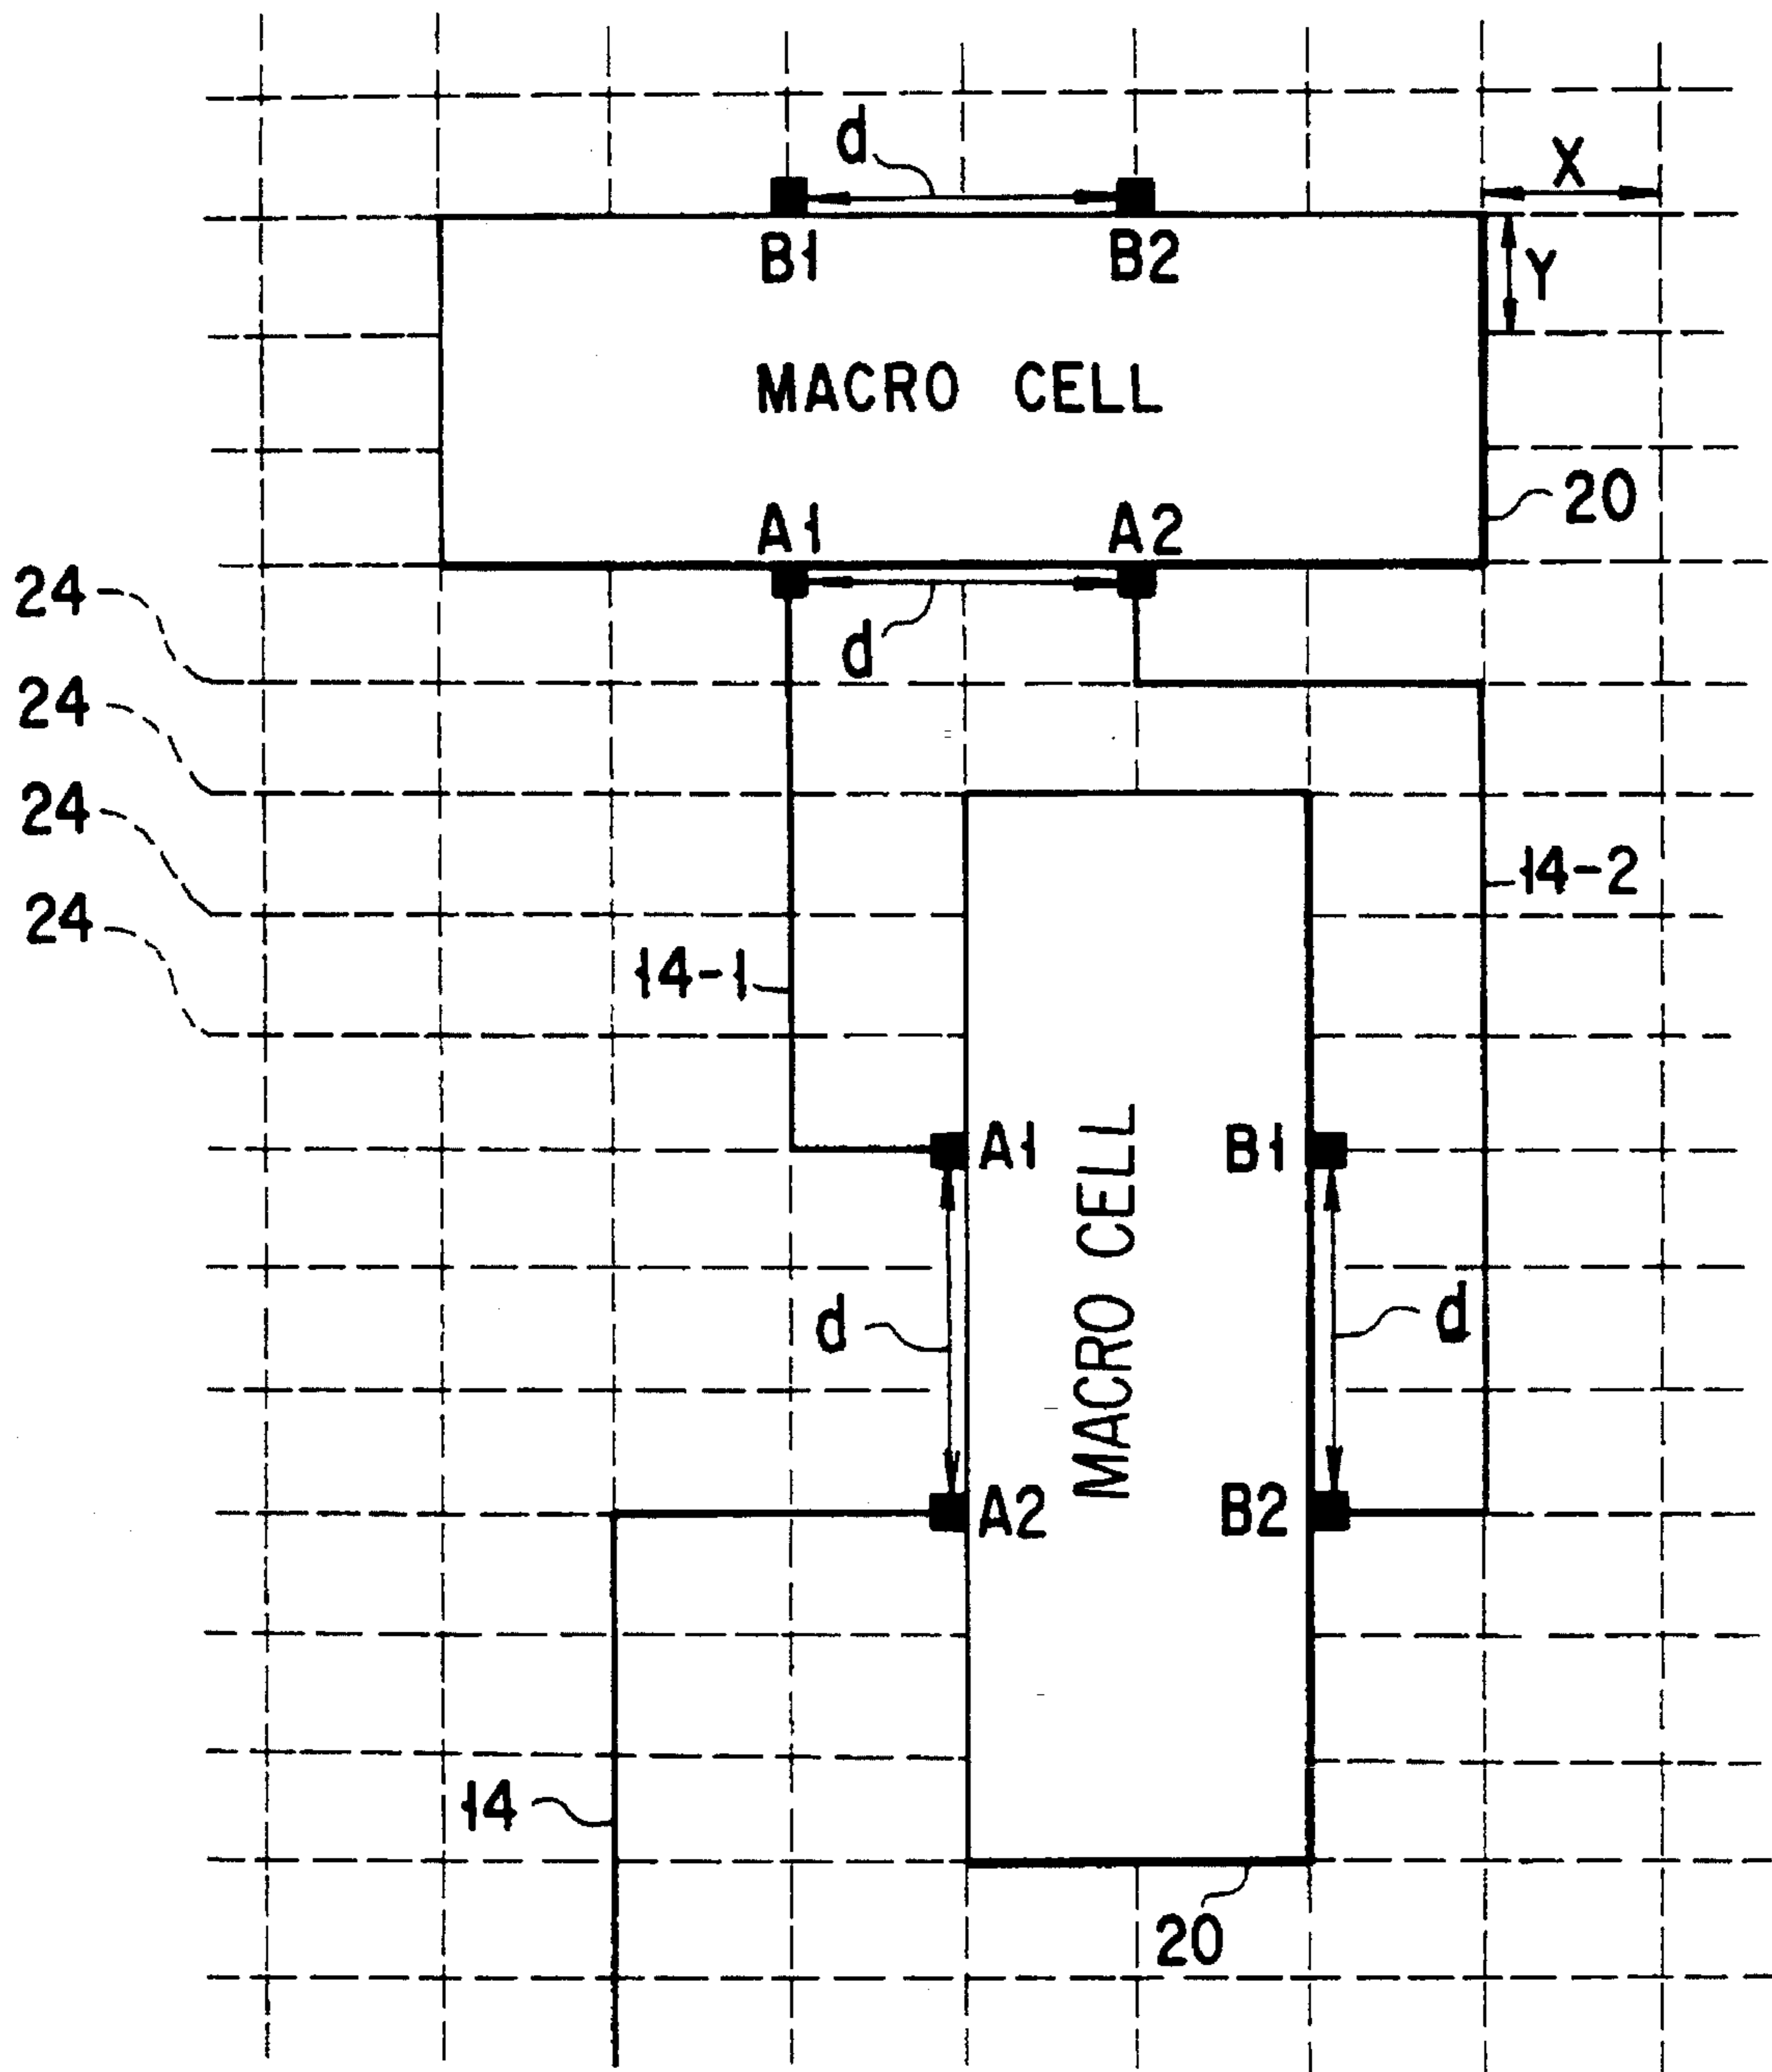 d
X
B1 B2
Y
MACRO CELL
20
A1 A2
24
d
24
24
14-2
24
14-1
A1 B1
MACRO CELL
d d
A2 B2
14
20